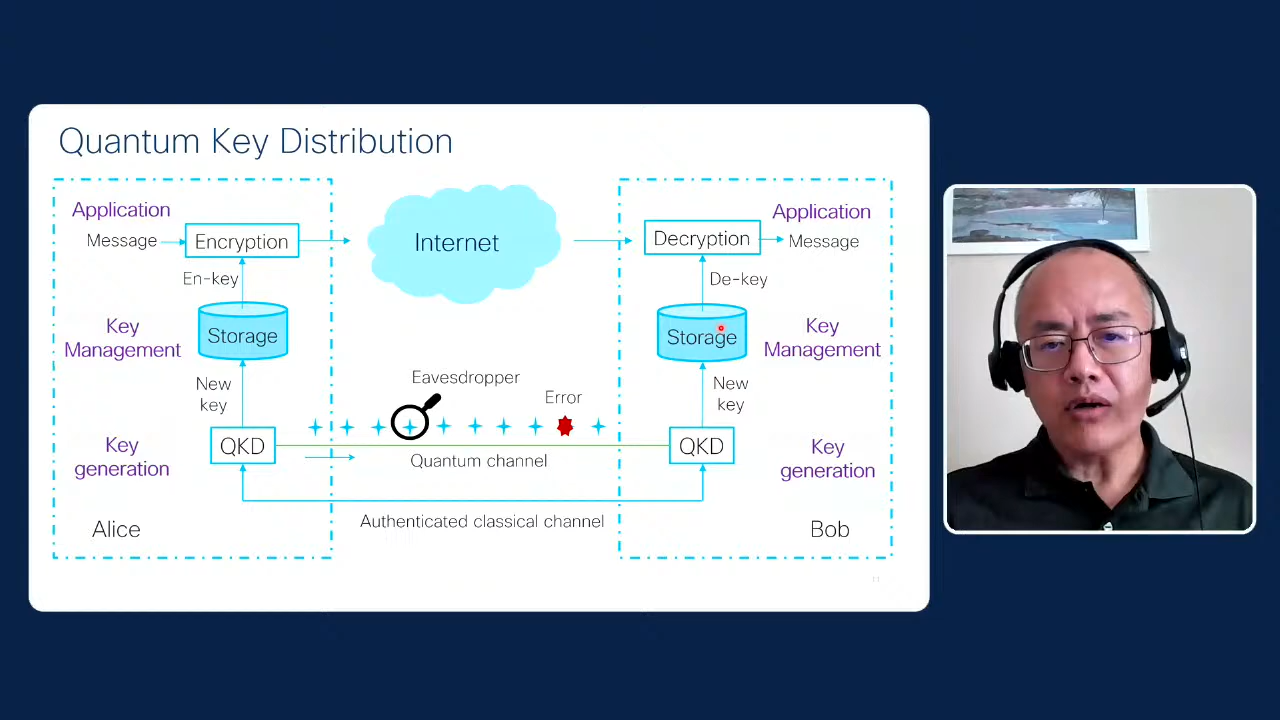 Quantum Key Distribution
Application
Message
Encryption
En-key
Key
Management
Storage
New
key
Key
generation
QKD
Alice
Internet
Eavesdropper
Error
Quantum channel
Authenticated classical channel
Decryption
Application
Message
De-key
Storage
Key
Management
New
key
QKD
Key
generation
Bob
11